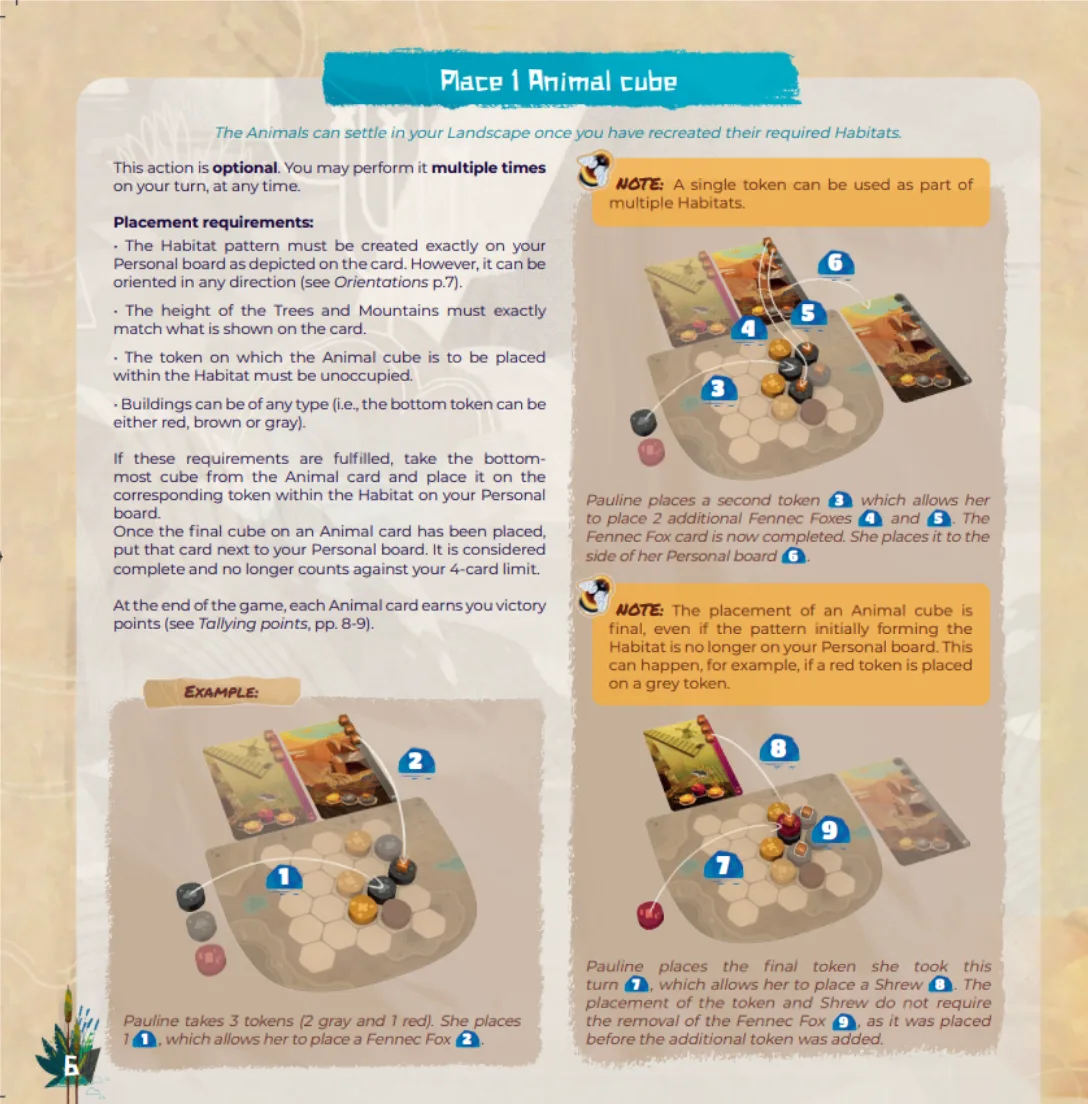 Place 1 Animal cube
The Animals can settle in your Landscape once you have recreated their required Habitats.
This action is optional. You may perform it multiple times
on your turn, at any time.
Placement requirements:
• The Habitat pattern must be created exactly on your
Personal board as depicted on the card. However, it can be
oriented in any direction (see Orientations p.7).
• The height of the Trees and Mountains must exactly
match what is shown on the card.
• The token on which the Animal cube is to be placed
within the Habitat must be unoccupied.
• Buildings can be of any type (i.e., the bottom token can be
either red, brown or gray).
If these requirements are fulfilled, take the bottom-
most cube from the Animal card and place it on the
corresponding token within the Habitat on your Personal
board.
Once the final cube on an Animal card has been placed,
put that card next to your Personal board. It is considered
complete and no longer counts against your 4-card limit.
At the end of the game, each Animal card earns you victory
points (see Tallying points, pp. 8-9).
EXAMPLE:
2
1
Pauline takes 3 tokens (2 gray and 1 red). She places
1 1, which allows her to place a Fennec Fox 2.
NOTE: A single token can be used as part of
multiple Habitats.
6
5
4
3
Pauline places a second token 3 which allows her
to place 2 additional Fennec Foxes 4 and 5. The
Fennec Fox card is now completed. She places it to the
side of her Personal board 6.
NOTE: The placement of an Animal cube is
final, even if the pattern initially forming the
Habitat is no longer on your Personal board. This
can happen, for example, if a red token is placed
on a grey token.
8
9
7
Pauline places the final token she took this
turn 7, which allows her to place a Shrew 8. The
placement of the token and Shrew do not require
the removal of the Fennec Fox 9, as it was placed
before the additional token was added.
6